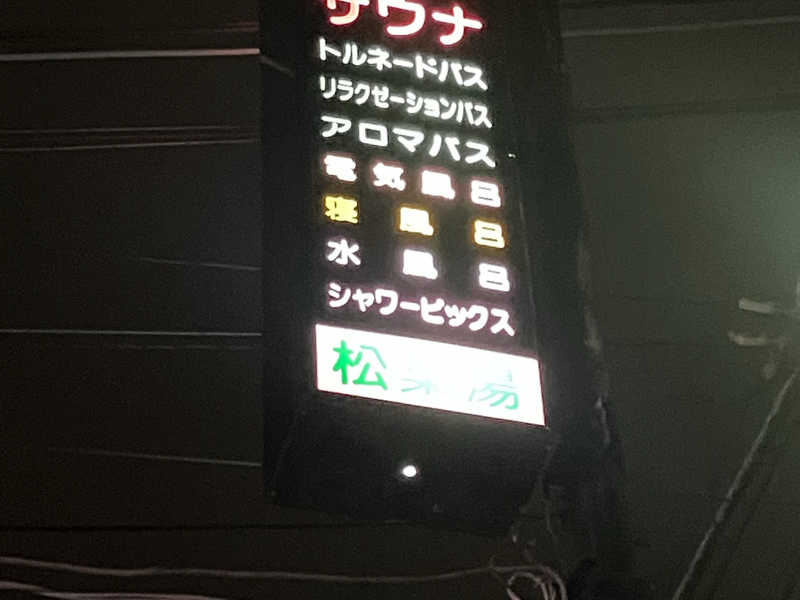 サウナ
トルネードバス
リラクゼーションバス
アロマバス
電気風呂
寝風呂
水風呂
シャワーピックス
松葉湯